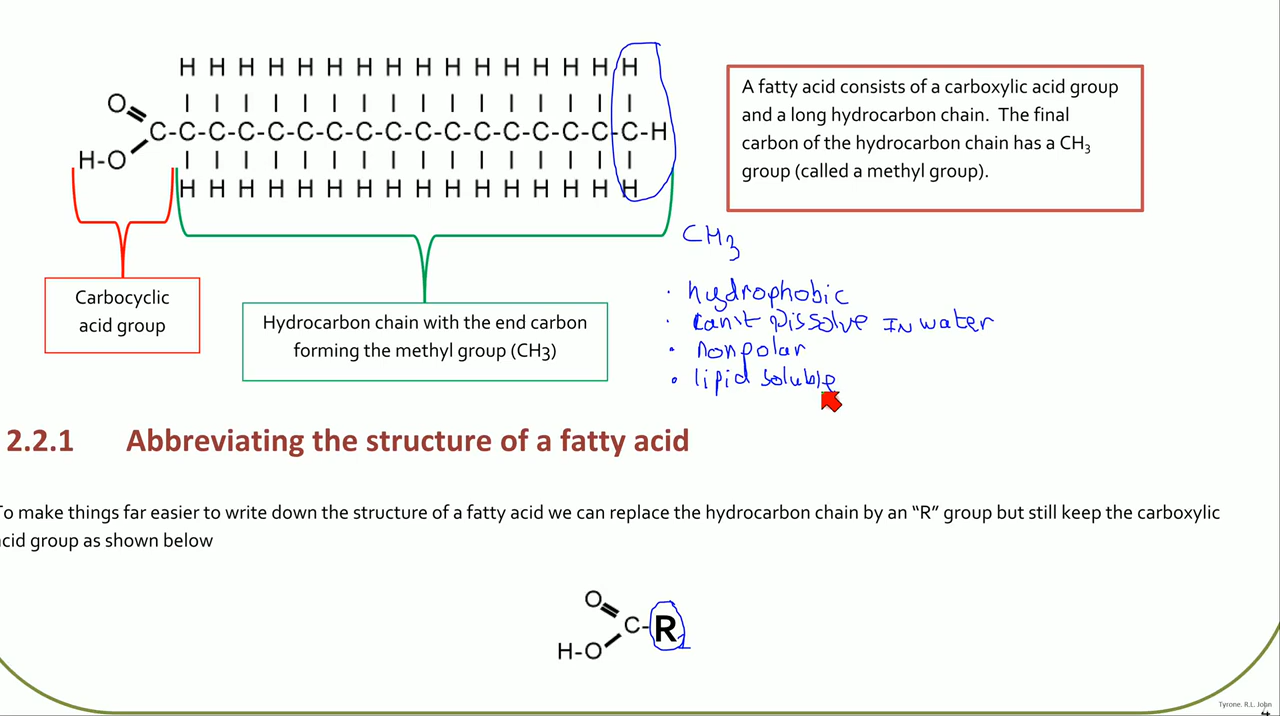 H H H H H H H H H H H H H H H H
O
C-C-C-C-C-C-C-C-C-C-C-C-C-C-C-C-C-H
H-O
H H H H H H H H H H H H H H H H
A fatty acid consists of a carboxylic acid group
and a long hydrocarbon chain. The final
carbon of the hydrocarbon chain has a CH3
group (called a methyl group).
CH3
Carbocyclic
acid group
Hydrocarbon chain with the end carbon
forming the methyl group (CH3)
· hydrophobic
· can't Dissolve IN water
· nonpolar
· lipid soluble
2.2.1 Abbreviating the structure of a fatty acid
To make things far easier to write down the structure of a fatty acid we can replace the hydrocarbon chain by an “R” group but still keep the carboxylic
acid group as shown below
O
C-R
H-O
Tyrone. R.L. John